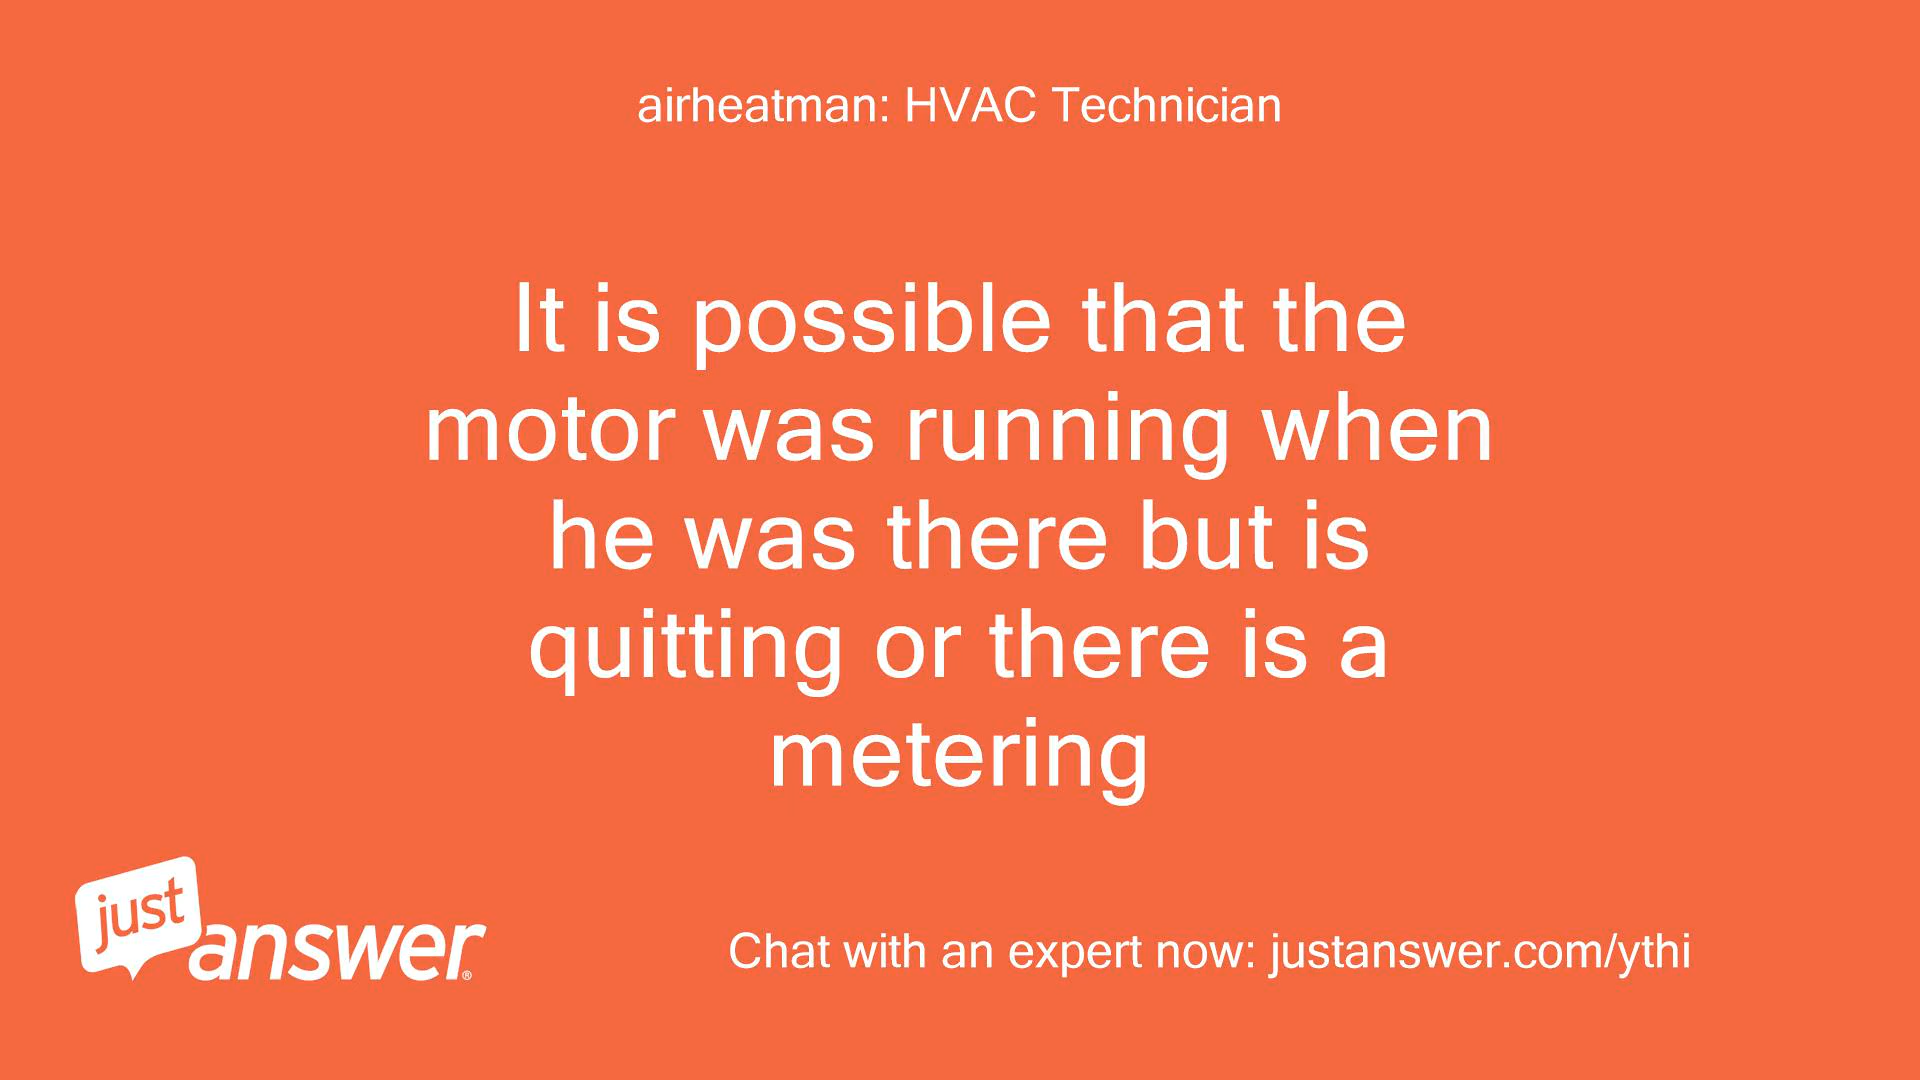 airheatman: HVAC Technician
It is possible that the
motor was running when
he was there but is
quitting or there is a
metering
just
answer®
Chat with an expert now: justanswer.com/ythi